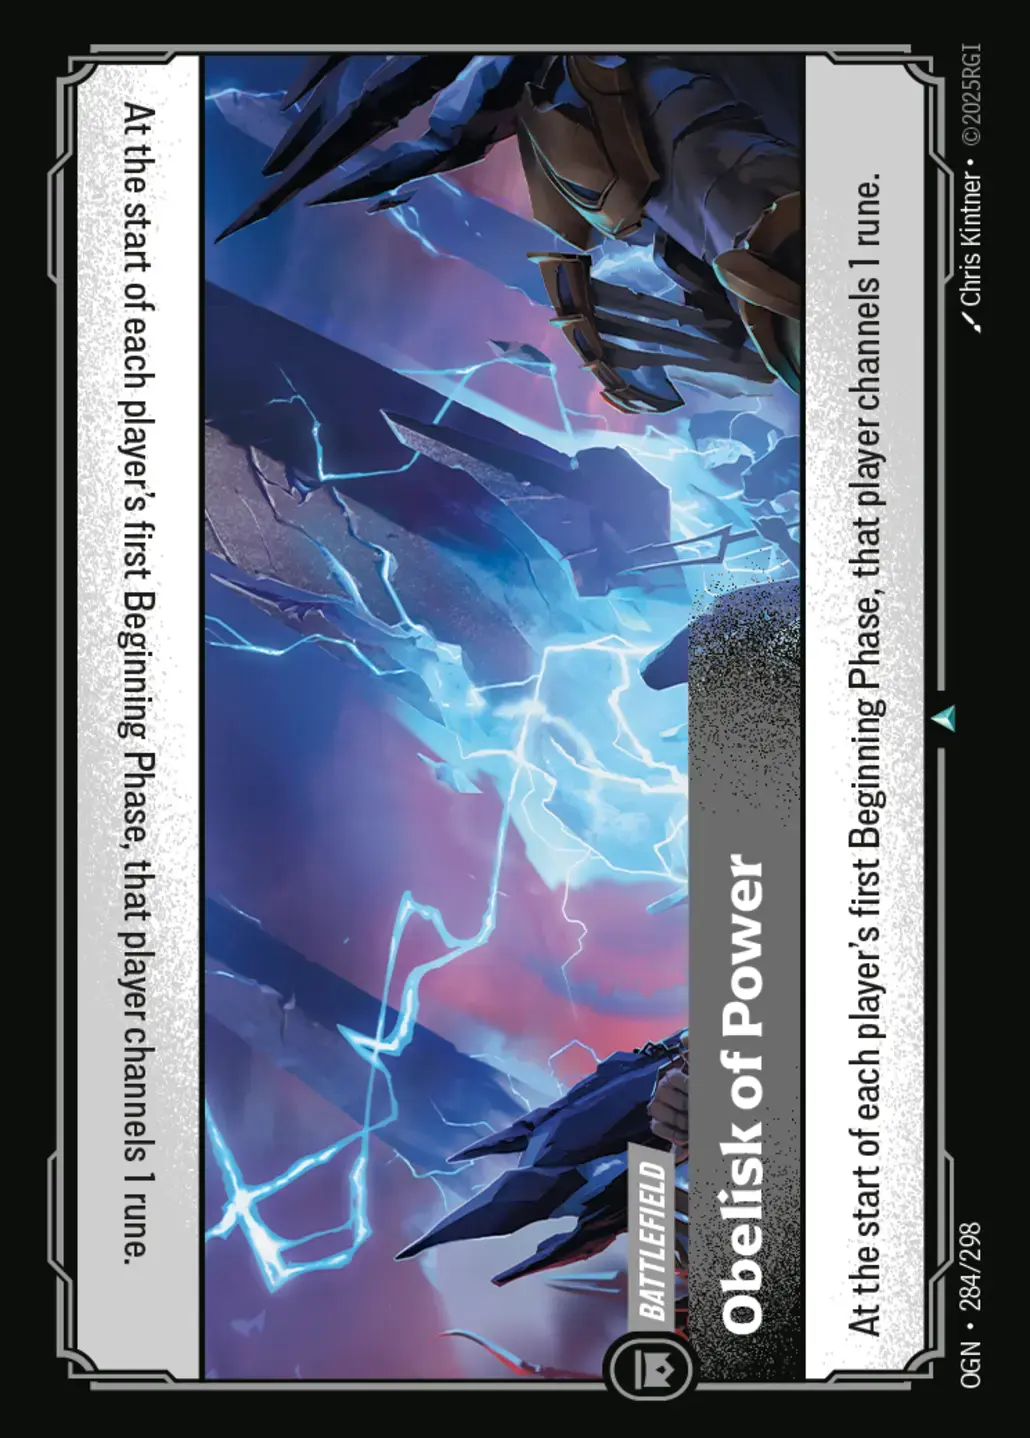 At the start of each player's first Beginning Phase, that player channels 1 rune.
BATTLEFIELD
Obelisk of Power
At the start of each player's first Beginning Phase, that player channels 1 rune.
OGN • 284/298
Chris Kintner • ©2025RGI